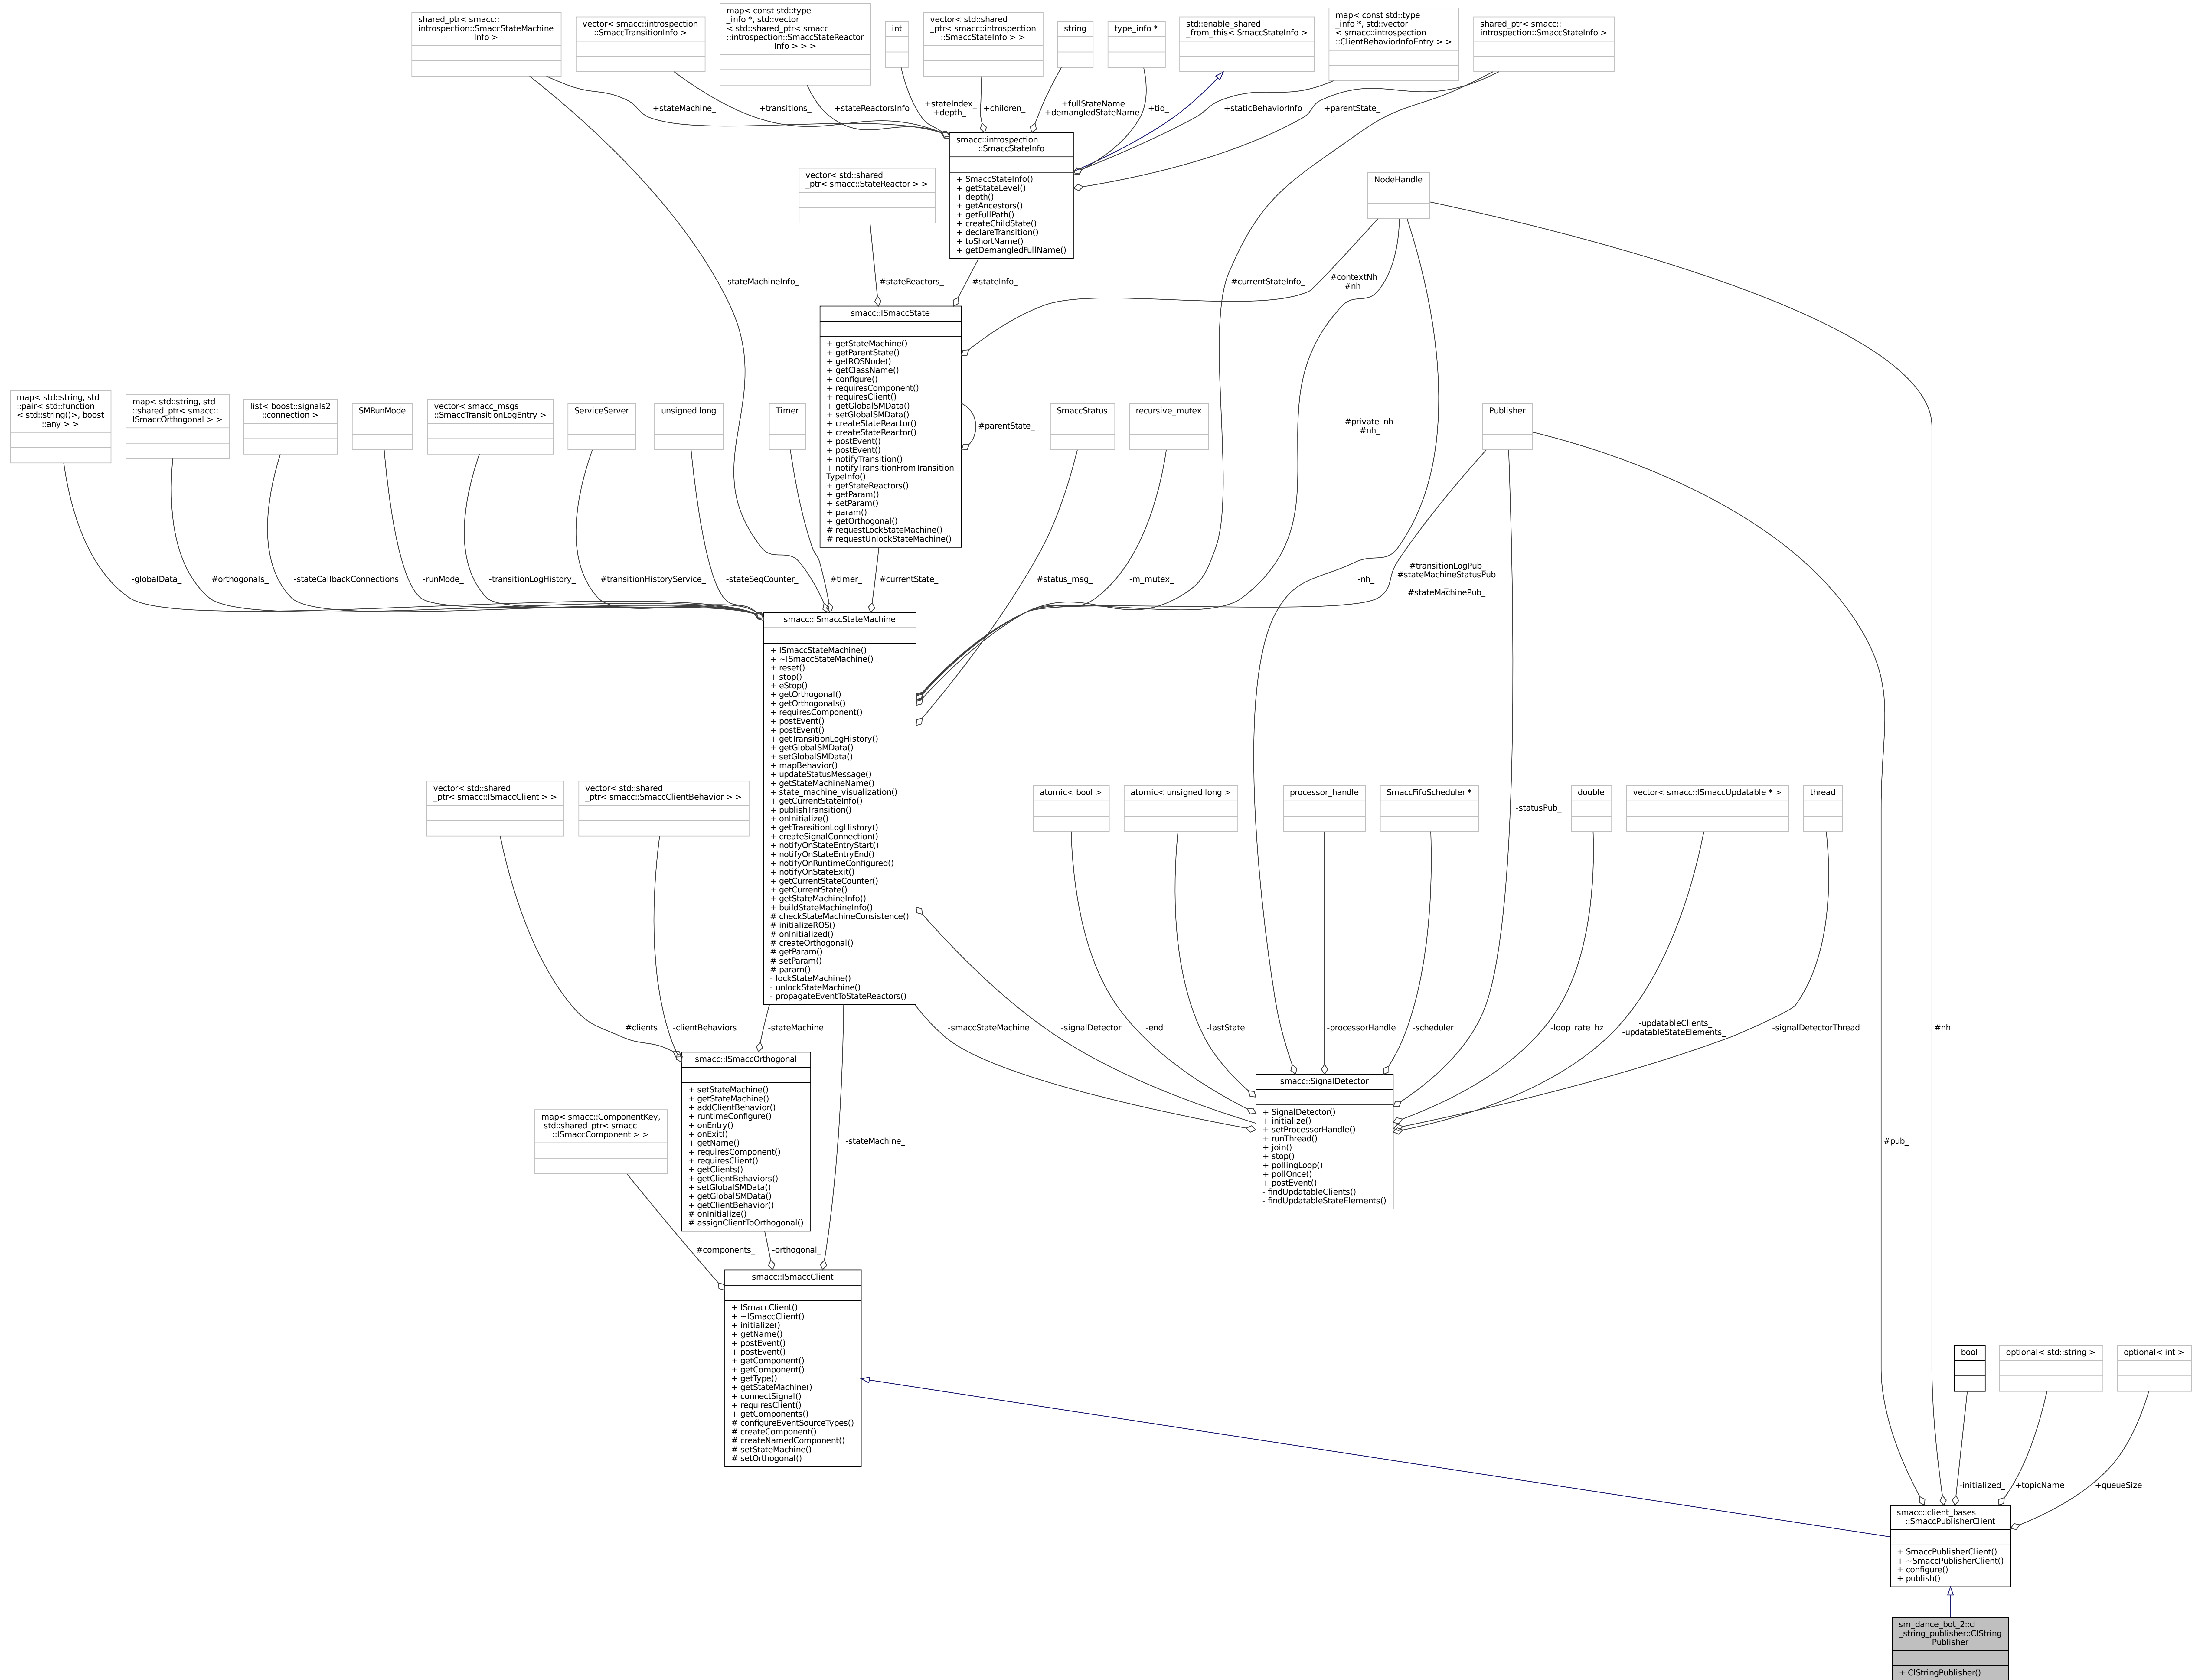 shared_ptr< smacc::
introspection::SmaccStateMachine
Info >
vector< smacc::introspection
::SmaccTransitionInfo >
map< const std::type
_info *, std::vector
< std::shared_ptr< smacc
::introspection::SmaccStateReactor
Info > > >
int
vector< std::shared
_ptr< smacc::introspection
::SmaccStateInfo > >
string
type_info *
std::enable_shared
_from_this< SmaccStateInfo >
map< const std::type
_info *, std::vector
< smacc::introspection
::ClientBehaviorInfoEntry > >
shared_ptr< smacc::
introspection::SmaccStateInfo >
+stateMachine_
+transitions_
+stateReactorsInfo
+stateIndex_
+depth_
+children_
+fullStateName
+demangledStateName
+tid_
+staticBehaviorInfo
+parentState_
smacc::introspection
::SmaccStateInfo
+ SmaccStateInfo()
+ getStateLevel()
+ depth()
+ getAncestors()
+ getFullPath()
+ createChildState()
+ declareTransition()
+ toShortName()
+ getDemangledFullName()
vector< std::shared
_ptr< smacc::StateReactor > >
NodeHandle
-stateMachineInfo_
#stateReactors_
#stateInfo_
#currentStateInfo_
#contextNh
#nh
smacc::ISmaccState
+ getStateMachine()
+ getParentState()
+ getROSNode()
+ getClassName()
+ configure()
+ requiresComponent()
+ requiresClient()
+ getGlobalSMData()
+ setGlobalSMData()
+ createStateReactor()
+ createStateReactor()
+ postEvent()
+ postEvent()
+ notifyTransition()
+ notifyTransitionFromTransition
TypeInfo()
+ getStateReactors()
+ getParam()
+ setParam()
+ param()
+ getOrthogonal()
# requestLockStateMachine()
# requestUnlockStateMachine()
#parentState_
map< std::string, std
::pair< std::function
< std::string()>, boost
::any > >
map< std::string, std
::shared_ptr< smacc::
ISmaccOrthogonal > >
list< boost::signals2
::connection >
SMRunMode
vector< smacc_msgs
::SmaccTransitionLogEntry >
ServiceServer
unsigned long
Timer
SmaccStatus
recursive_mutex
#private_nh_
#nh_
Publisher
-globalData_
#orthogonals_
-stateCallbackConnections
-runMode_
-transitionLogHistory_
#transitionHistoryService_
-stateSeqCounter_
#timer_
#currentState_
#status_msg_
-m_mutex_
-nh_
#transitionLogPub_
#stateMachineStatusPub
_
#stateMachinePub_
smacc::ISmaccStateMachine
+ ISmaccStateMachine()
+ ~ISmaccStateMachine()
+ reset()
+ stop()
+ eStop()
+ getOrthogonal()
+ getOrthogonals()
+ requiresComponent()
+ postEvent()
+ postEvent()
+ getTransitionLogHistory()
+ getGlobalSMData()
+ setGlobalSMData()
+ mapBehavior()
+ updateStatusMessage()
+ getStateMachineName()
+ state_machine_visualization()
+ getCurrentStateInfo()
+ publishTransition()
+ onInitialize()
+ getTransitionLogHistory()
+ createSignalConnection()
+ notifyOnStateEntryStart()
+ notifyOnStateEntryEnd()
+ notifyOnRuntimeConfigured()
+ notifyOnStateExit()
+ getCurrentStateCounter()
+ getCurrentState()
+ getStateMachineInfo()
+ buildStateMachineInfo()
# checkStateMachineConsistence()
# initializeROS()
# onInitialized()
# createOrthogonal()
# getParam()
# setParam()
# param()
- lockStateMachine()
- unlockStateMachine()
- propagateEventToStateReactors()
vector< std::shared
_ptr< smacc::ISmaccClient > >
vector< std::shared
_ptr< smacc::SmaccClientBehavior > >
atomic< bool >
atomic< unsigned long >
processor_handle
SmaccFifoScheduler *
-statusPub_
double
vector< smacc::ISmaccUpdatable * >
thread
#clients_
-clientBehaviors_
-stateMachine_
-smaccStateMachine_
-signalDetector_
-end_
-lastState_
-processorHandle_
-scheduler_
-loop_rate_hz
-updatableClients_
-updatableStateElements_
-signalDetectorThread_
#nh_
smacc::ISmaccOrthogonal
+ setStateMachine()
+ getStateMachine()
+ addClientBehavior()
+ runtimeConfigure()
+ onEntry()
+ onExit()
+ getName()
+ requiresComponent()
+ requiresClient()
+ getClients()
+ getClientBehaviors()
+ setGlobalSMData()
+ getGlobalSMData()
+ getClientBehavior()
# onInitialize()
# assignClientToOrthogonal()
smacc::SignalDetector
+ SignalDetector()
+ initialize()
+ setProcessorHandle()
+ runThread()
+ join()
+ stop()
+ pollingLoop()
+ pollOnce()
+ postEvent()
- findUpdatableClients()
- findUpdatableStateElements()
map< smacc::ComponentKey,
std::shared_ptr< smacc
::ISmaccComponent > >
-stateMachine_
#pub_
#components_
-orthogonal_
smacc::ISmaccClient
+ ISmaccClient()
+ ~ISmaccClient()
+ initialize()
+ getName()
+ postEvent()
+ postEvent()
+ getComponent()
+ getComponent()
+ getType()
+ getStateMachine()
+ connectSignal()
+ requiresClient()
+ getComponents()
# configureEventSourceTypes()
# createComponent()
# createNamedComponent()
# setStateMachine()
# setOrthogonal()
bool
optional< std::string >
optional< int >
-initialized_
+topicName
+queueSize
smacc::client_bases
::SmaccPublisherClient
+ SmaccPublisherClient()
+ ~SmaccPublisherClient()
+ configure()
+ publish()
sm_dance_bot_2::cl
_string_publisher::ClString
Publisher
+ ClStringPublisher()